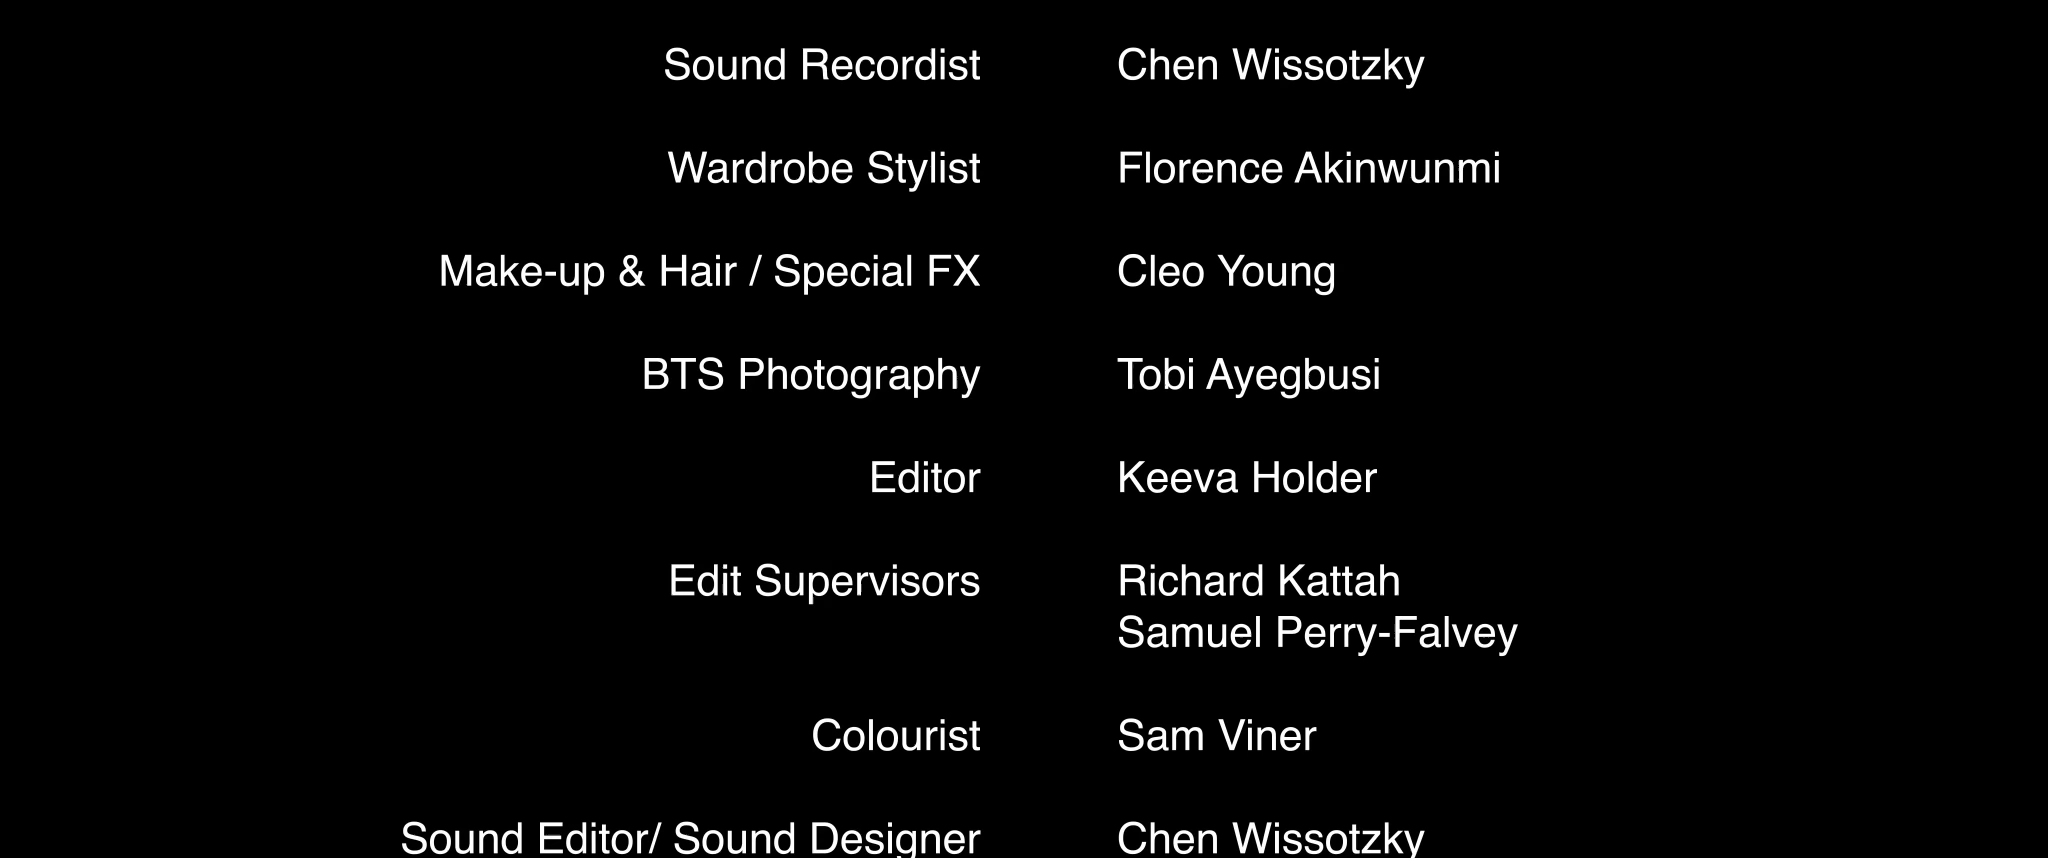 Sound Recordist Chen Wissotzky
Wardrobe Stylist Florence Akinwunmi
Make-up & Hair / Special FX Cleo Young
BTS Photography Tobi Ayegbusi
Editor Keeva Holder
Edit Supervisors Richard Kattah
Samuel Perry-Falvey
Colourist Sam Viner
Sound Editor/ Sound Designer Chen Wissotzky